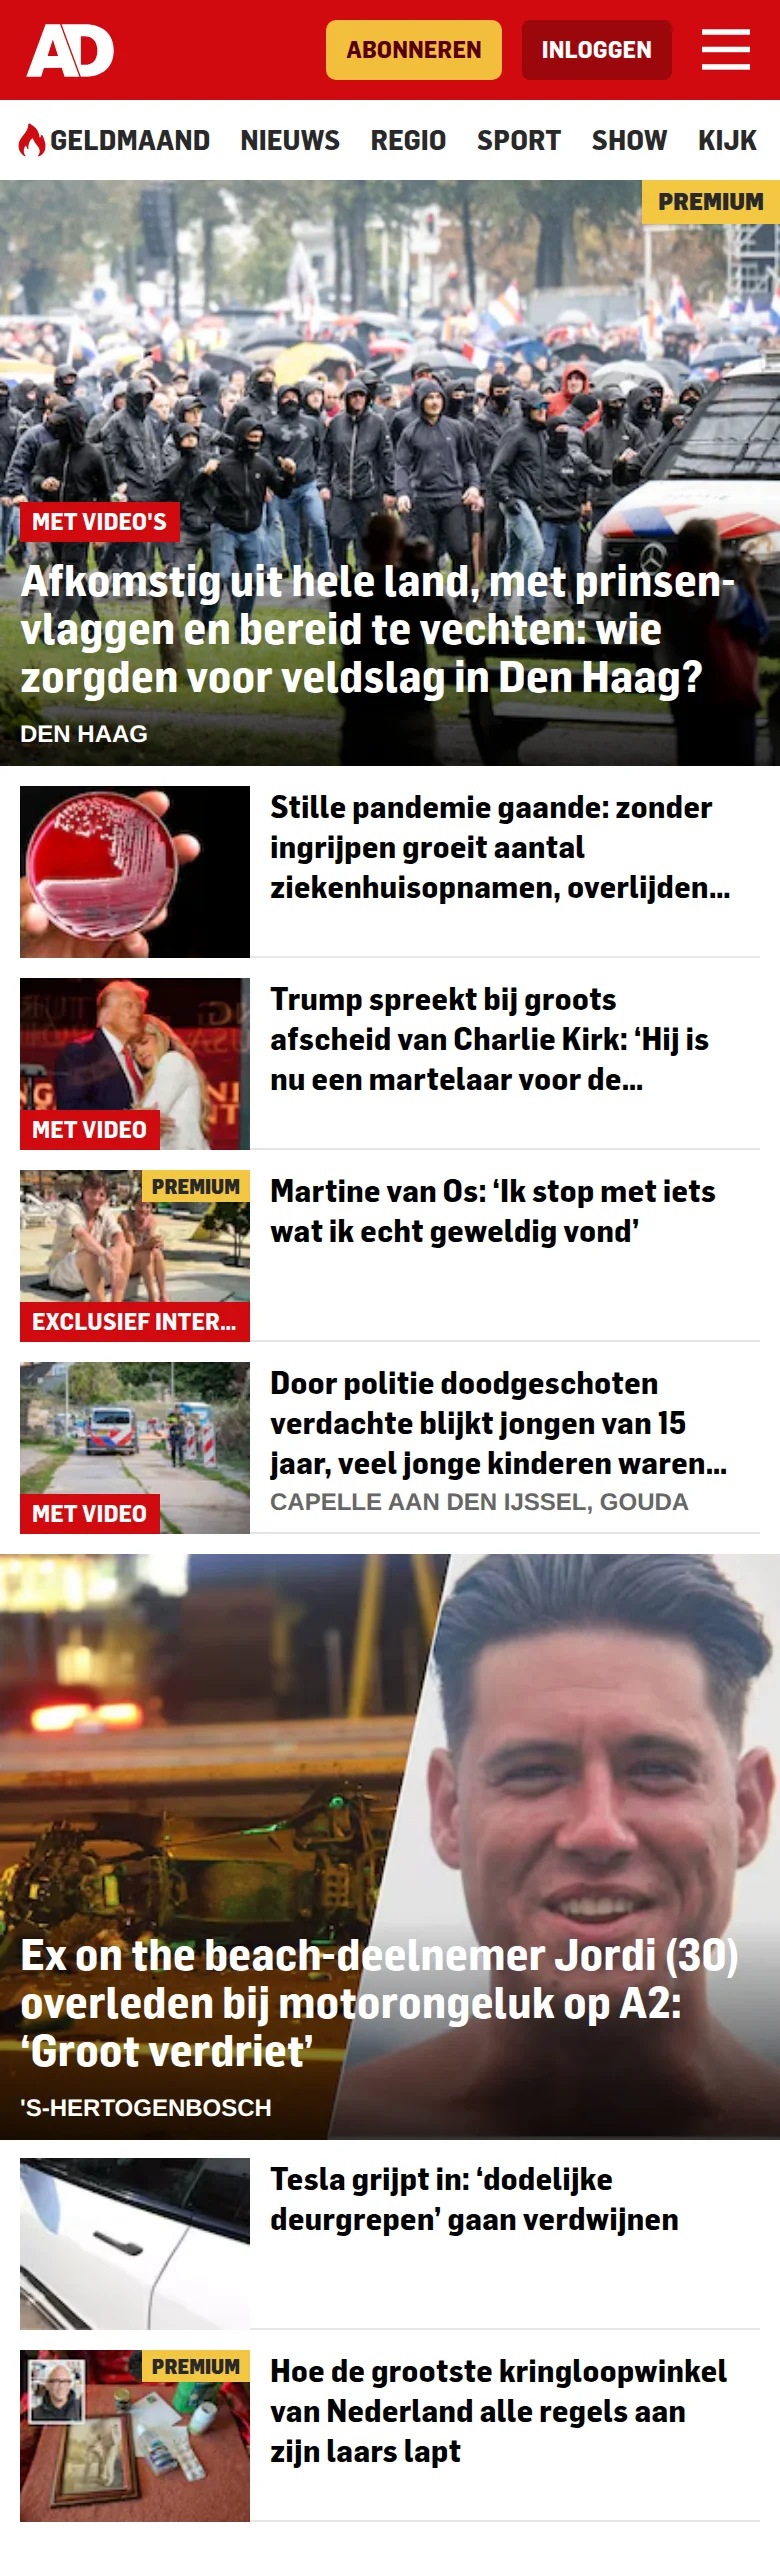 AD
ABONNEREN
INLOGGEN
GELDMAAND NIEUWS REGIO SPORT SHOW KIJK
PREMIUM
MET VIDEO'S
Afkomstig uit hele land, met prinsen-
vlaggen en bereid te vechten: wie
zorgden voor veldslag in Den Haag?
DEN HAAG
Stille pandemie gaande: zonder
ingrijpen groeit aantal
ziekenhuisopnamen, overlijden...
MET VIDEO
Trump spreekt bij groots
afscheid van Charlie Kirk: ‘Hij is
nu een martelaar voor de...
PREMIUM
EXCLUSIEF INTER...
Martine van Os: ‘Ik stop met iets
wat ik echt geweldig vond’
MET VIDEO
Door politie doodgeschoten
verdachte blijkt jongen van 15
jaar, veel jonge kinderen waren...
CAPELLE AAN DEN IJSSEL, GOUDA
Ex on the beach-deelnemer Jordi (30)
overleden bij motorongeluk op A2:
‘Groot verdriet’
'S-HERTOGENBOSCH
Tesla grijpt in: ‘dodelijke
deurgrepen’ gaan verdwijnen
PREMIUM
Hoe de grootste kringloopwinkel
van Nederland alle regels aan
zijn laars lapt